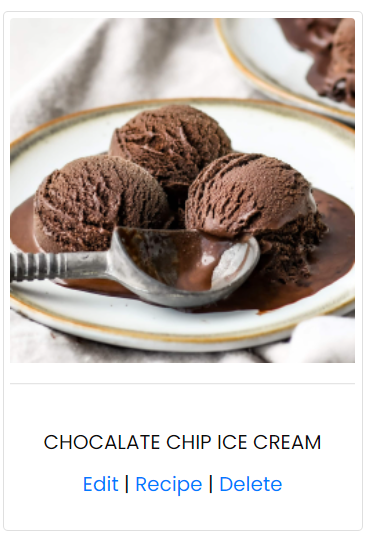 CHOCALATE CHIP ICE CREAM
Edit | Recipe | Delete